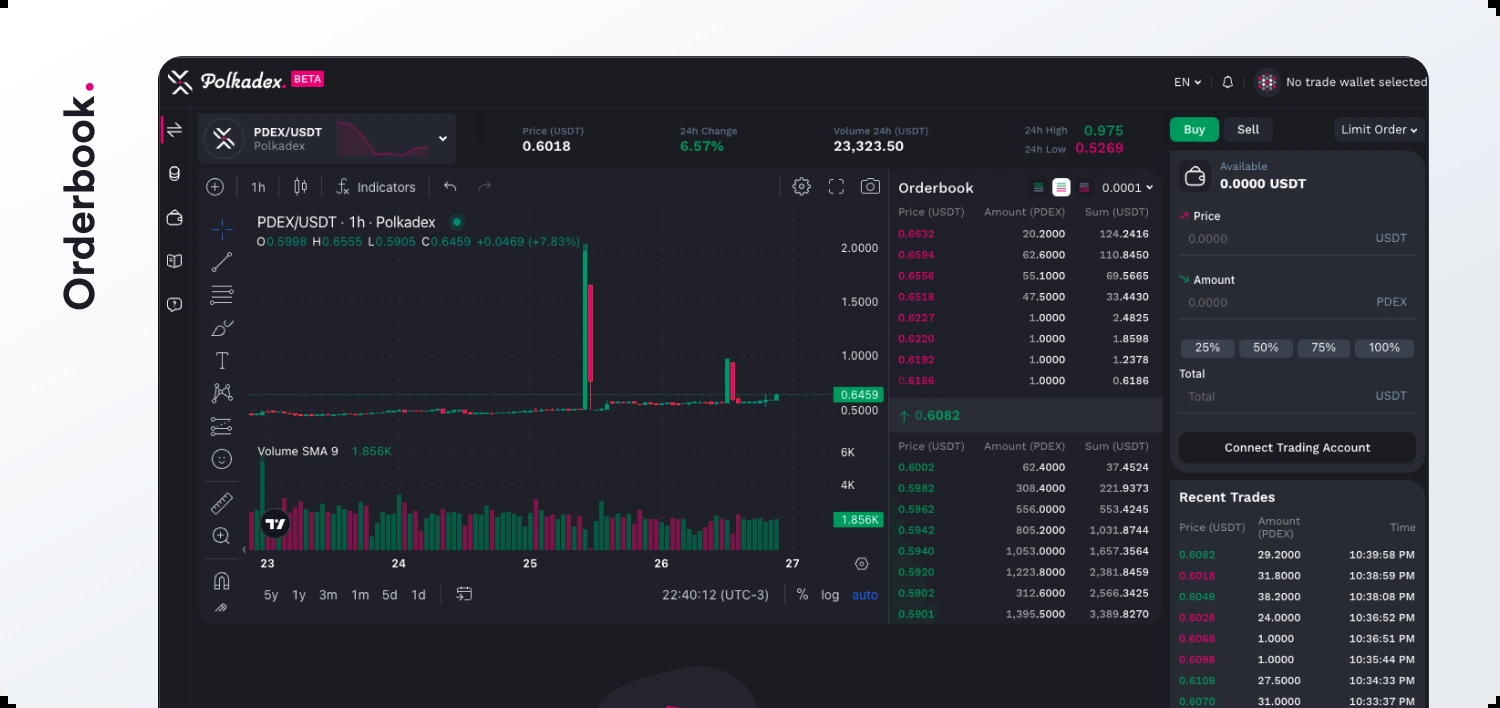 Orderbook.
Polkadex. BETA
EN
No trade wallet selected
PDEX/USDT
Polkadex
Price (USDT)
0.6018
24h Change
6.57%
Volume 24h (USDT)
23,323.50
24h High 0.975
24h Low 0.5269
Buy Sell Limit Order
1h Indicators
PDEX/USDT · 1h · Polkadex
O0.5998 H0.6555 L0.5905 C0.6459 +0.0469 (+7.83%)
2.0000
1.5000
1.0000
0.6459
0.5000
Volume SMA 9 1.856K
6K
4K
1.856K
23 24 25 26 27
5y 1y 3m 1m 5d 1d
22:40:12 (UTC-3) % log auto
Orderbook 0.0001
Price (USDT) Amount (PDEX) Sum (USDT)
0.6632 20.2000 124.2416
0.6594 62.6000 110.8450
0.6556 55.1000 69.5665
0.6518 47.5000 33.4430
0.6227 1.0000 2.4825
0.6220 1.0000 1.8598
0.6192 1.0000 1.2378
0.6186 1.0000 0.6186
0.6082
Price (USDT) Amount (PDEX) Sum (USDT)
0.6002 62.4000 37.4524
0.5982 308.4000 221.9373
0.5962 556.0000 553.4245
0.5942 805.2000 1,031.8744
0.5940 1,053.0000 1,657.3564
0.5920 1,223.8000 2,381.8459
0.5902 312.6000 2,566.3425
0.5901 1,395.5000 3,389.8270
Available
0.0000 USDT
Price
0.0000 USDT
Amount
0.0000 PDEX
25% 50% 75% 100%
Total
Total USDT
Connect Trading Account
Recent Trades
Price (USDT) Amount (PDEX) Time
0.6082 29.2000 10:39:58 PM
0.6018 31.8000 10:38:59 PM
0.6049 38.2000 10:38:08 PM
0.6028 24.0000 10:36:52 PM
0.6068 1.0000 10:36:51 PM
0.6098 1.0000 10:35:44 PM
0.6109 27.5000 10:34:33 PM
0.6070 31.0000 10:33:37 PM